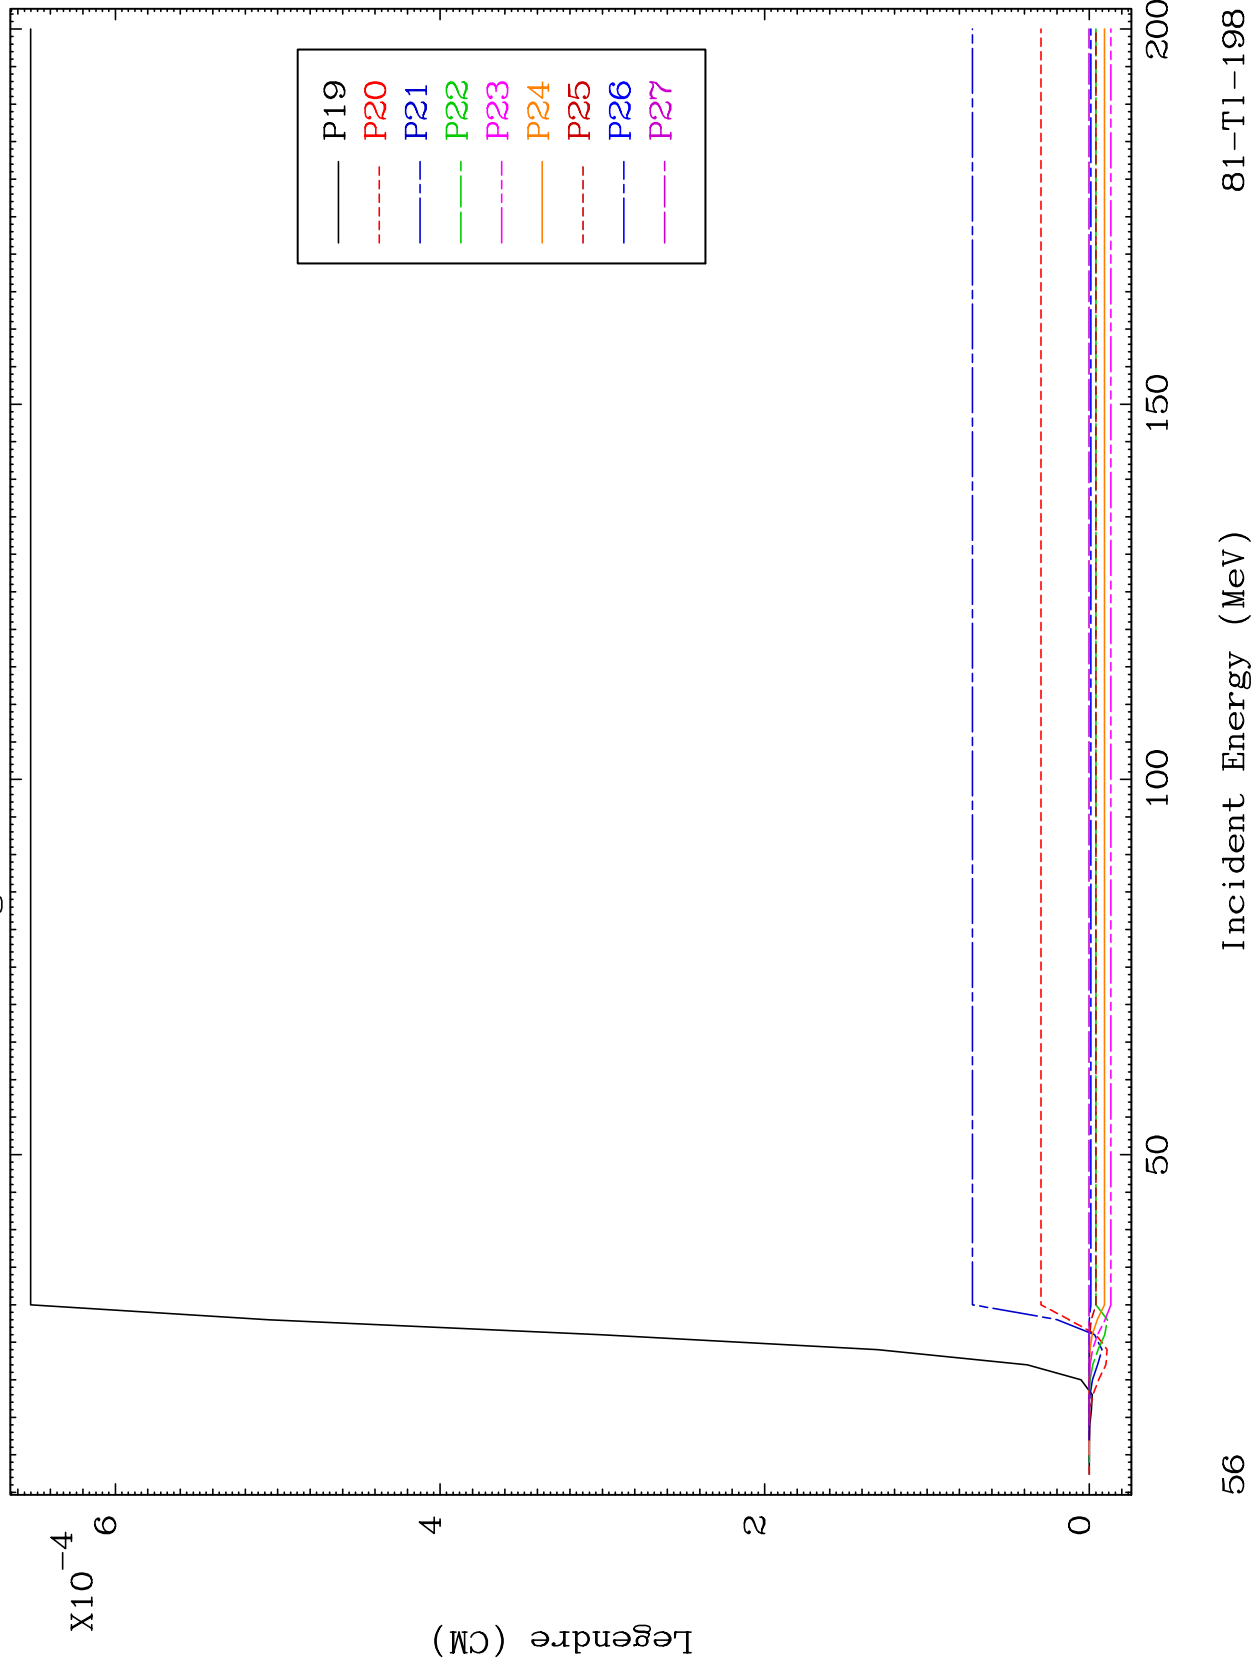 X10-4
6
4
2
0
Legendre (CM)
P19
P20
P21
P22
P23
P24
P25
P26
P27
50
100
150
200
Incident Energy (MeV)
56
81-Tl-198